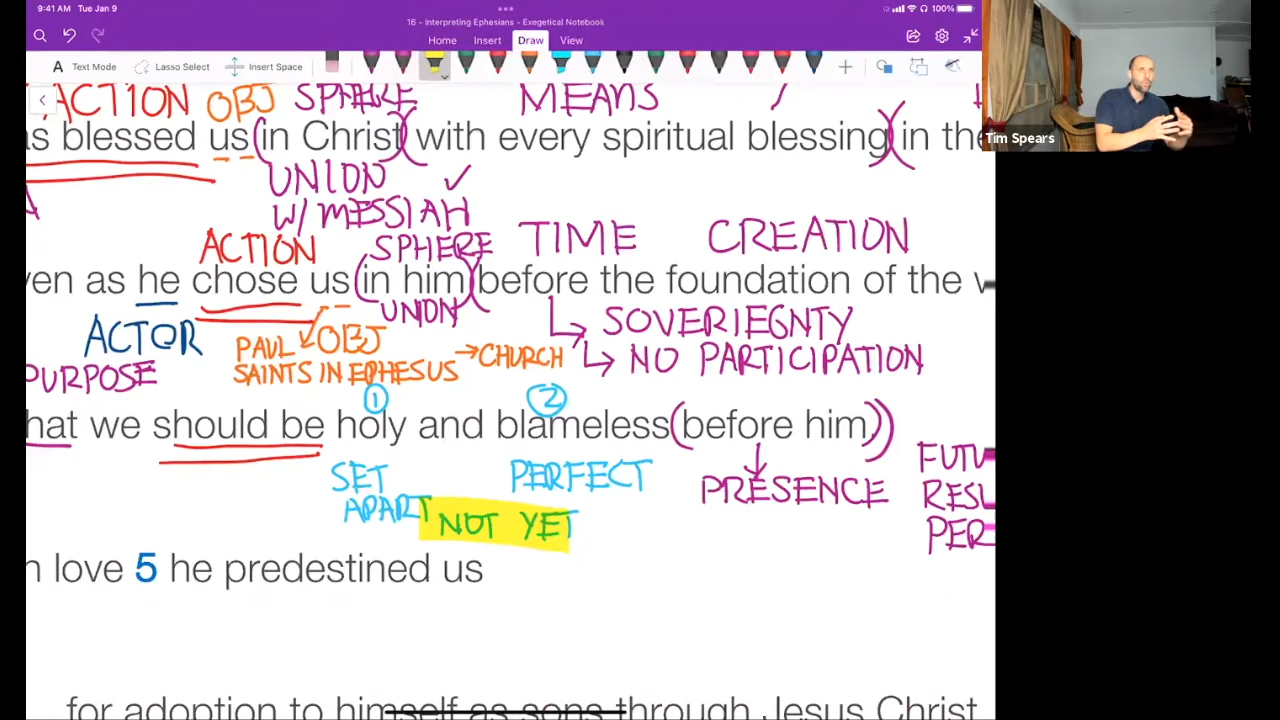 9:41 AM Tue Jan 9
100%
16 - Interpreting Ephesians - Exegetical Notebook
Home Insert Draw View
A Text Mode Lasso Select Insert Space
ACTION OBJ SPHERE MEANS
as blessed us (in Christ) (with every spiritual blessing) (in the
Tim Spears
UNION
W/ MESSIAH
ACTION SPHERE TIME CREATION
ven as he chose us (in him) (before the foundation of the w
UNION
ACTOR OBJ SOVERIEGNTY
PAUL
SAINTS IN EPHESUS → CHURCH NO PARTICIPATION
PURPOSE
1 2
hat we should be holy and blameless (before him))
SET PERFECT PRESENCE FUTU
APART RESU
NOT YET PER
n love 5 he predestined us
for adoption to himself as sons through Jesus Christ